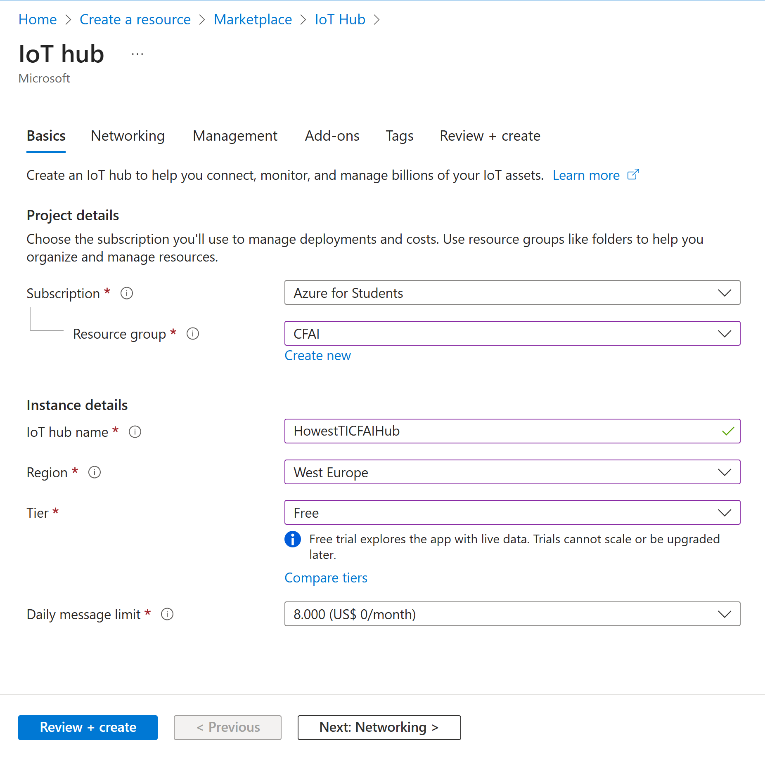 Home > Create a resource > Marketplace > IoT Hub >
IoT hub ...
Microsoft
Basics Networking Management Add-ons Tags Review + create
Create an IoT hub to help you connect, monitor, and manage billions of your IoT assets. Learn more
Project details
Choose the subscription you'll use to manage deployments and costs. Use resource groups like folders to help you
organize and manage resources.
Subscription * Azure for Students
Resource group * CFAI
Create new
Instance details
IoT hub name * HowestTICFAIHub
Region * West Europe
Tier * Free
Free trial explores the app with live data. Trials cannot scale or be upgraded
later.
Compare tiers
Daily message limit * 8.000 (US$ 0/month)
Review + create < Previous Next: Networking >